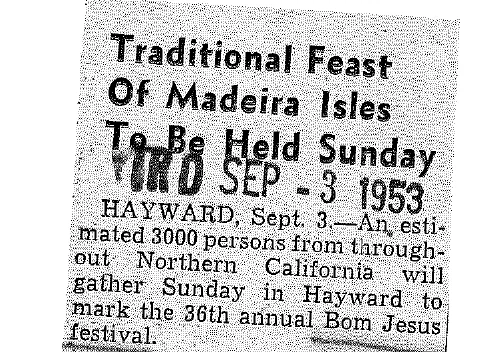 Traditional Feast
Of Madeira Isles
To Be Held Sunday
SEP - 3 1953
HAYWARD, Sept. 3.—An esti-
mated 3000 persons from through-
out Northern California will
gather Sunday in Hayward to
mark the 36th annual Bom Jesus
festival.